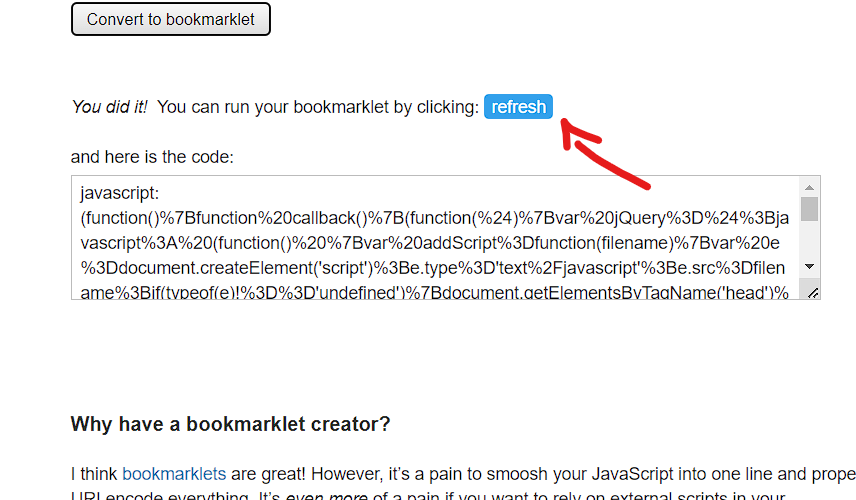 Convert to bookmarklet
You did it! You can run your bookmarklet by clicking: refresh
and here is the code:
javascript:
(function()%7Bfunction%20callback()%7B(function(%24)%7Bvar%20jQuery%3D%24%3Bja
vascript%3A%20(function()%20%7Bvar%20addScript%3Dfunction(filename)%7Bvar%20e
%3Ddocument.createElement('script')%3Be.type%3D'text%2Fjavascript'%3Be.src%3Dfilen
ame%3Bif(typeof(e)!%3D%3D'undefined')%7Bdocument.getElementsByTagName('head')%
Why have a bookmarklet creator?
I think bookmarklets are great! However, it's a pain to smoosh your JavaScript into one line and prope
URI encode everything. It's even more of a pain if you want to rely on external scripts in your